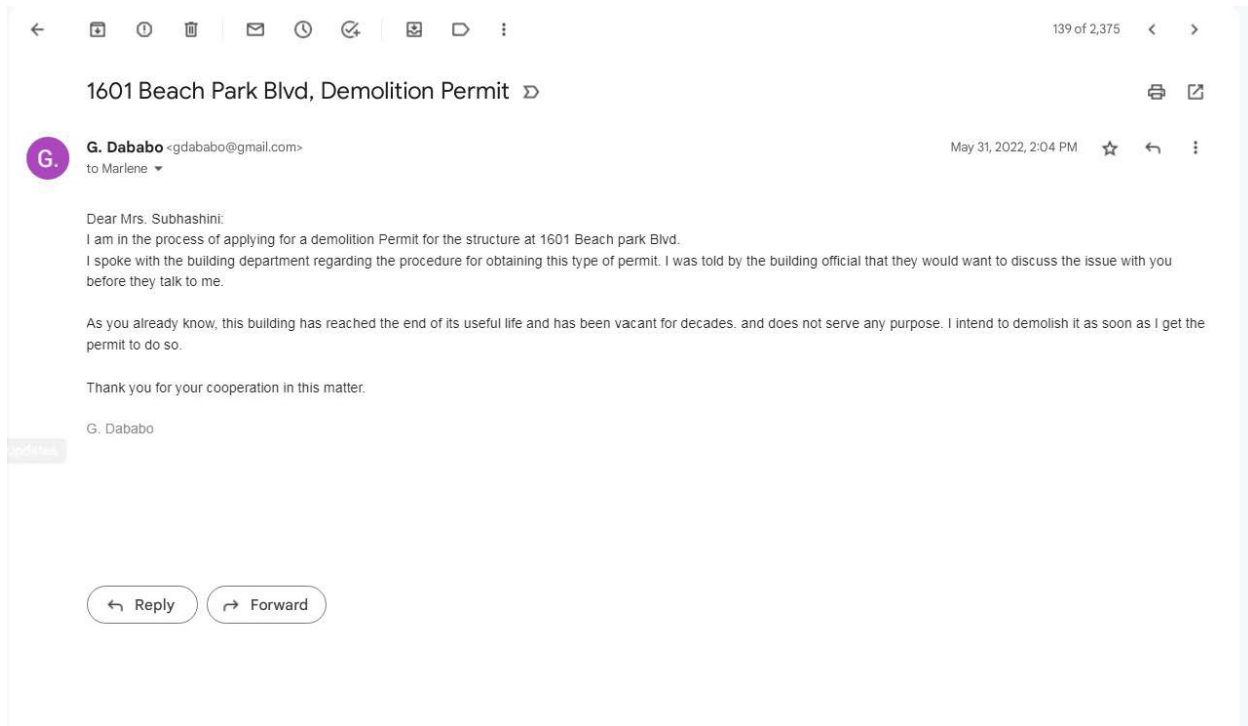 139 of 2,375
1601 Beach Park Blvd, Demolition Permit
G.
G. Dababo <gdababo@gmail.com>
May 31, 2022, 2:04 PM
to Marlene
Dear Mrs. Subhashini:
I am in the process of applying for a demolition Permit for the structure at 1601 Beach park Blvd.
I spoke with the building department regarding the procedure for obtaining this type of permit. I was told by the building official that they would want to discuss the issue with you
before they talk to me.
As you already know, this building has reached the end of its useful life and has been vacant for decades. and does not serve any purpose. I intend to demolish it as soon as I get the
permit to do so.
Thank you for your cooperation in this matter.
G. Dababo
Updates
Reply
Forward